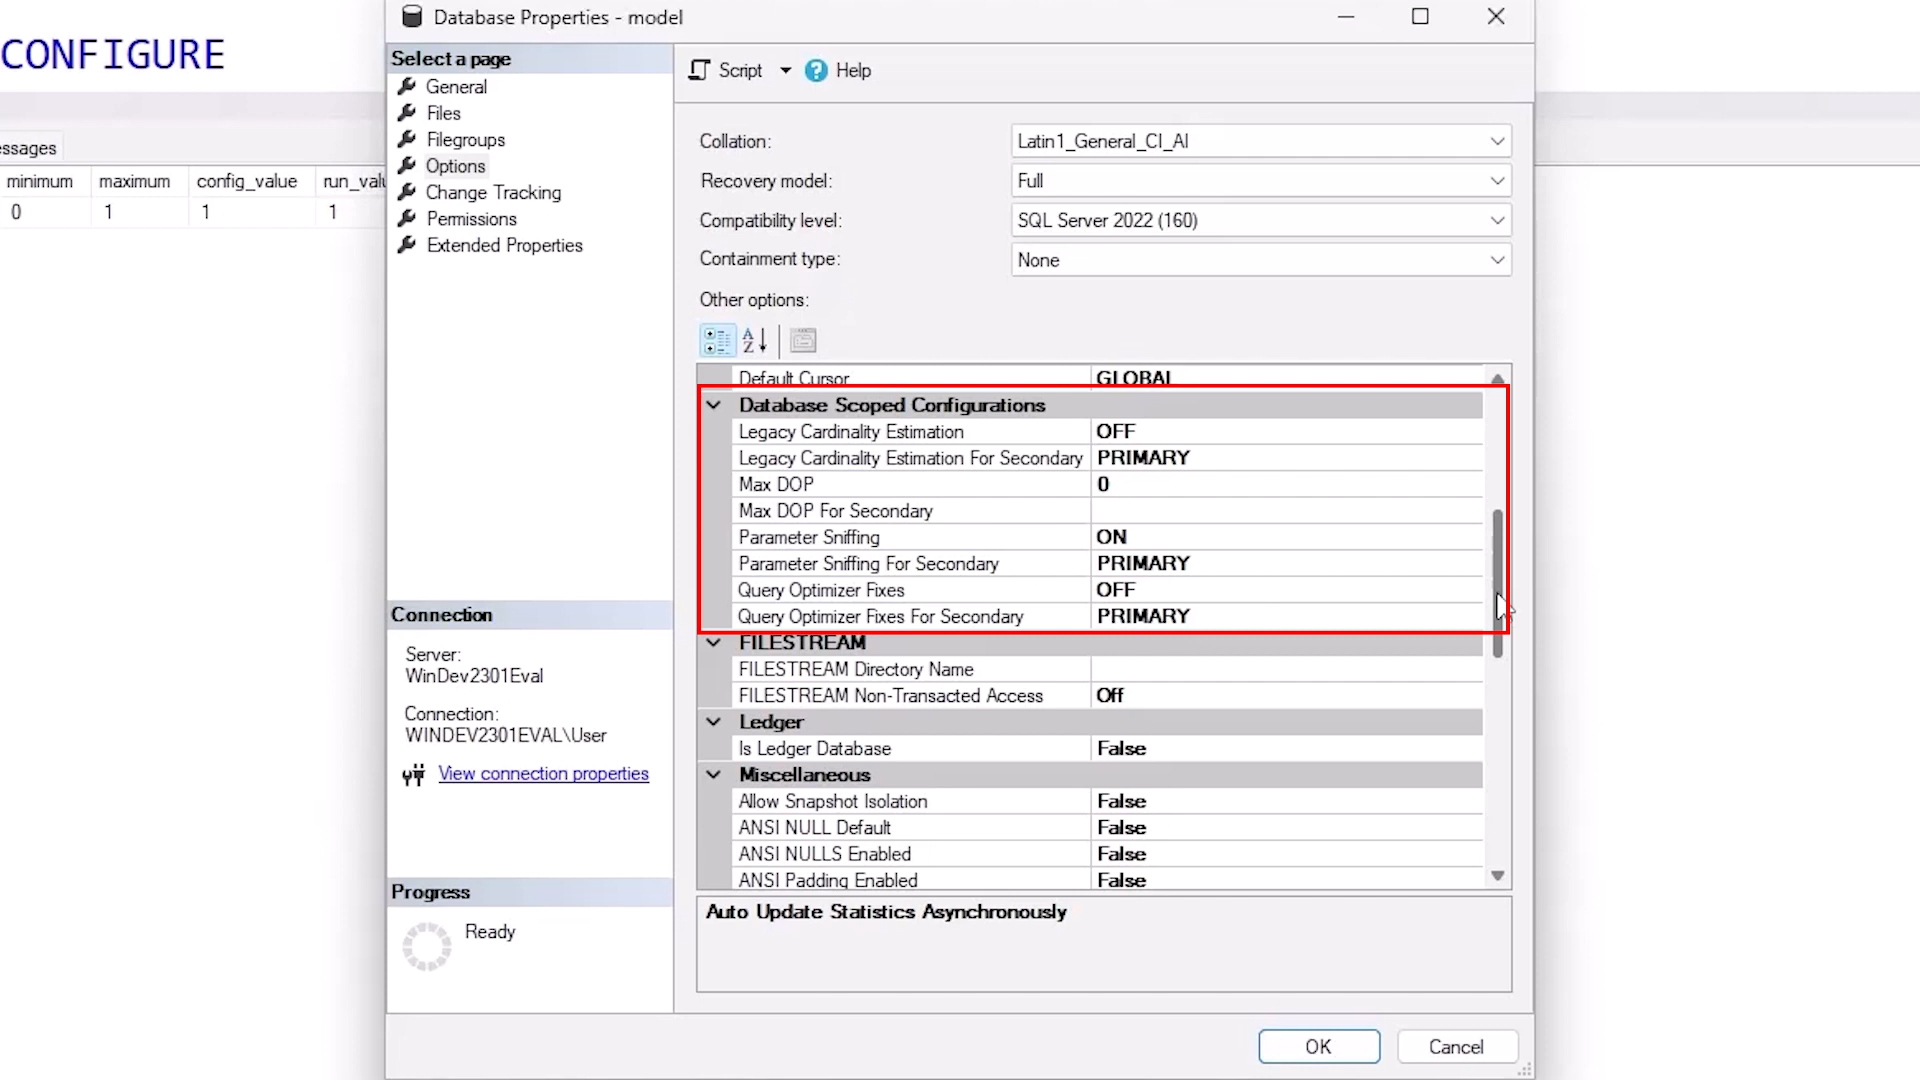 CONFIGURE
essages
minimum maximum config_value run_valu
0 1 1 1
Database Properties - model
Select a page
General
Files
Filegroups
Options
Change Tracking
Permissions
Extended Properties
Connection
Server:
WinDev2301Eval
Connection:
WINDEV2301EVAL\User
View connection properties
Progress
Ready
Script Help
Collation: Latin1_General_CI_AI
Recovery model: Full
Compatibility level: SQL Server 2022 (160)
Containment type: None
Other options:
Default Cursor GLOBAL
Database Scoped Configurations
Legacy Cardinality Estimation OFF
Legacy Cardinality Estimation For Secondary PRIMARY
Max DOP 0
Max DOP For Secondary
Parameter Sniffing ON
Parameter Sniffing For Secondary PRIMARY
Query Optimizer Fixes OFF
Query Optimizer Fixes For Secondary PRIMARY
FILESTREAM
FILESTREAM Directory Name
FILESTREAM Non-Transacted Access Off
Ledger
Is Ledger Database False
Miscellaneous
Allow Snapshot Isolation False
ANSI NULL Default False
ANSI NULLS Enabled False
ANSI Padding Enabled False
Auto Update Statistics Asynchronously
OK Cancel